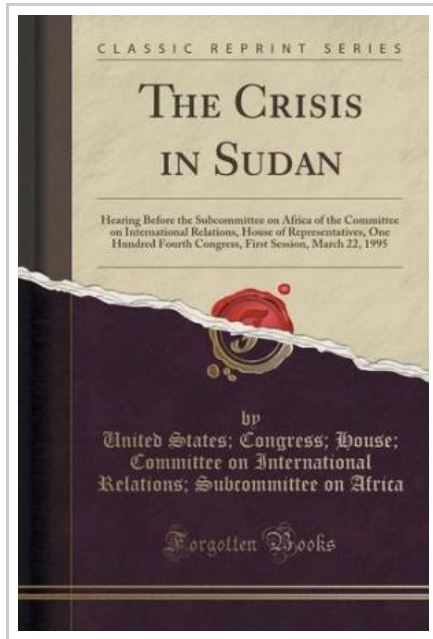 CLASSIC REPRINT SERIES
THE CRISIS
IN SUDAN
Hearing Before the Subcommittee on Africa of the Committee
on International Relations, House of Representatives, One
Hundred Fourth Congress, First Session, March 22, 1995
by
United States; Congress; House;
Committee on International
Relations; Subcommittee on Africa
Forgotten Books